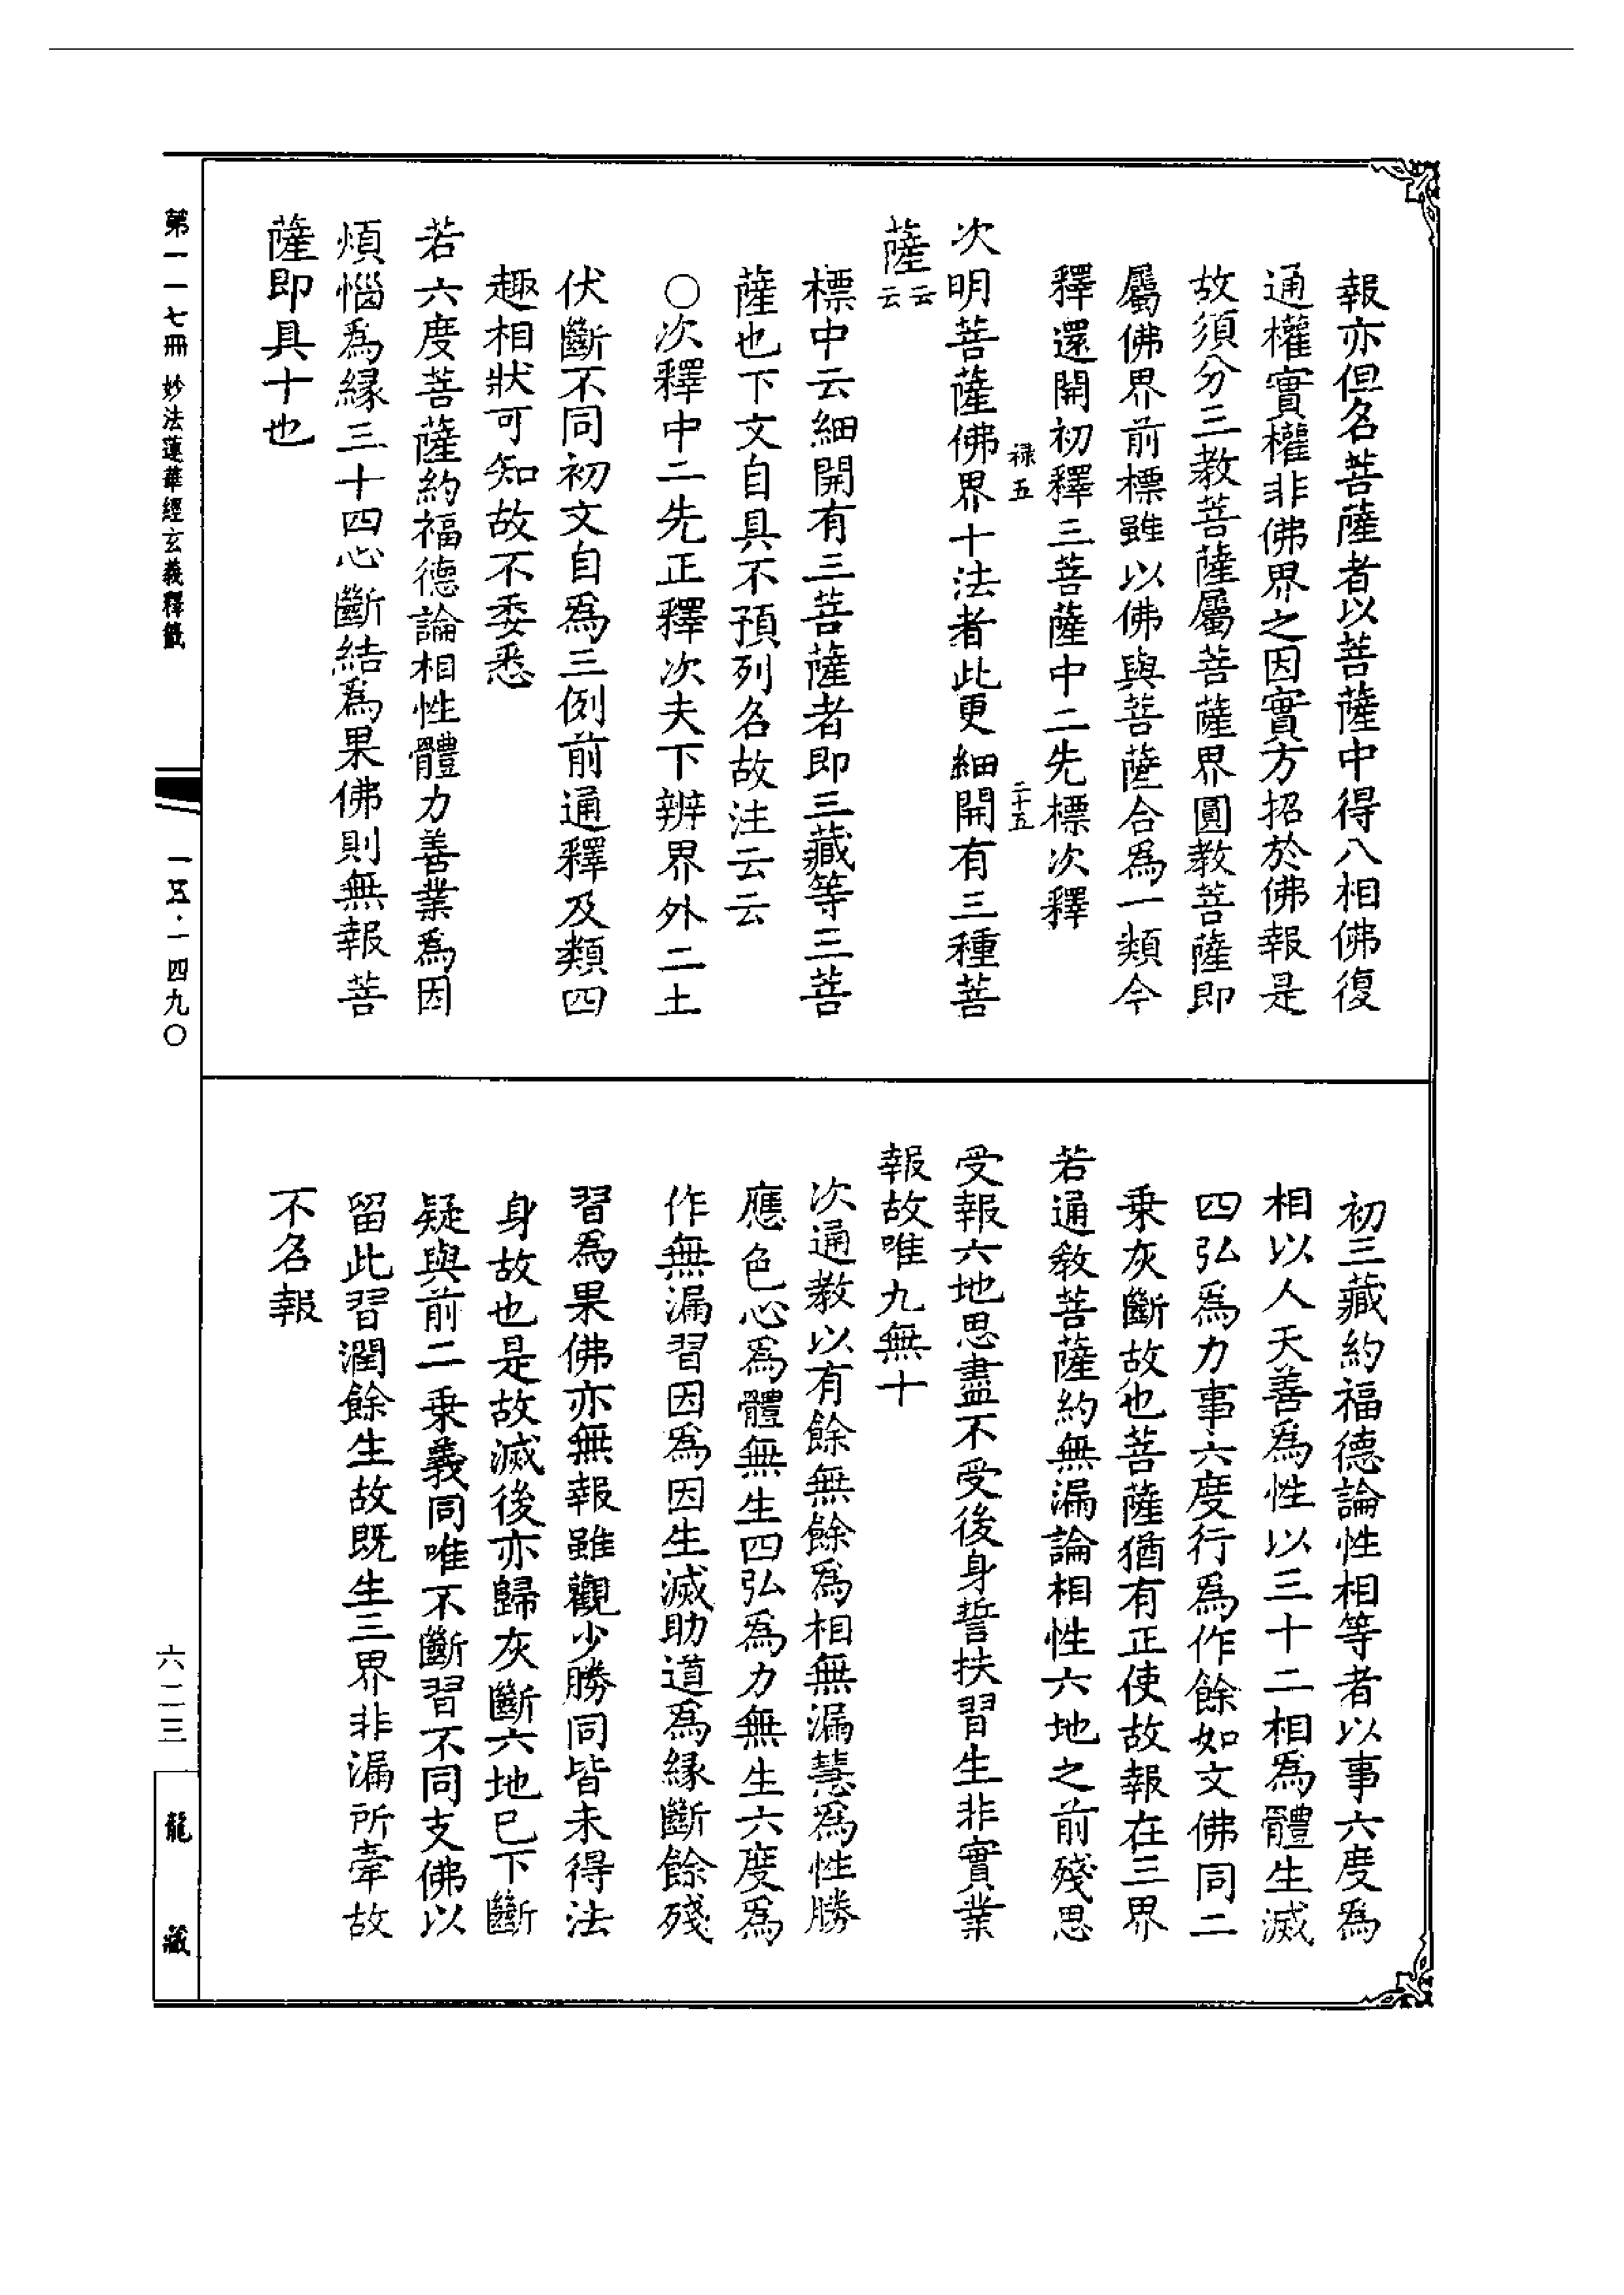 報亦但名菩薩者以菩薩中得八相佛復
通權實權非佛界之因實方招於佛報是
故須分三教菩薩屬菩薩界圓教菩薩即
屬佛界前標雖以佛與菩薩合爲一類今
釋還開初釋三菩薩中二先標次釋
祿五 二十五
次明菩薩佛界十法者此更細開有三種菩
薩云云
標中云細開有三菩薩者即三藏等三菩
薩也下文自具不預列名故注云云
○次釋中二先正釋次夫下辨界外二土
伏斷不同初文自爲三例前通釋及類四
趣相狀可知故不委悉
若六度菩薩約福德論相性體力善業爲因
煩惱爲緣三十四心斷結爲果佛則無報菩
薩即具十也
初三藏約福德論性相等者以事六度爲
相以人天善爲性以三十二相爲體生滅
四弘爲力事六度行爲作餘如文佛同二
乘灰斷故也菩薩猶有正使故報在三界
若通教菩薩約無漏論相性六地之前殘思
受報六地思盡不受後身誓扶習生非實業
報故唯九無十
次通教以有餘無餘爲相無漏慧爲性勝
應色心爲體無生四弘爲力無生六度爲
作無漏習因爲因生滅助道爲緣斷餘殘
習爲果佛亦無報雖觀少勝同皆未得法
身故也是故滅後亦歸灰斷六地已下斷
疑與前二乘義同唯不斷習不同支佛以
留此習潤餘生故既生三界非漏所牽故
不名報
第一一七冊 妙法蓮華經玄義釋籤
一五·一四九〇
六二三
龍藏